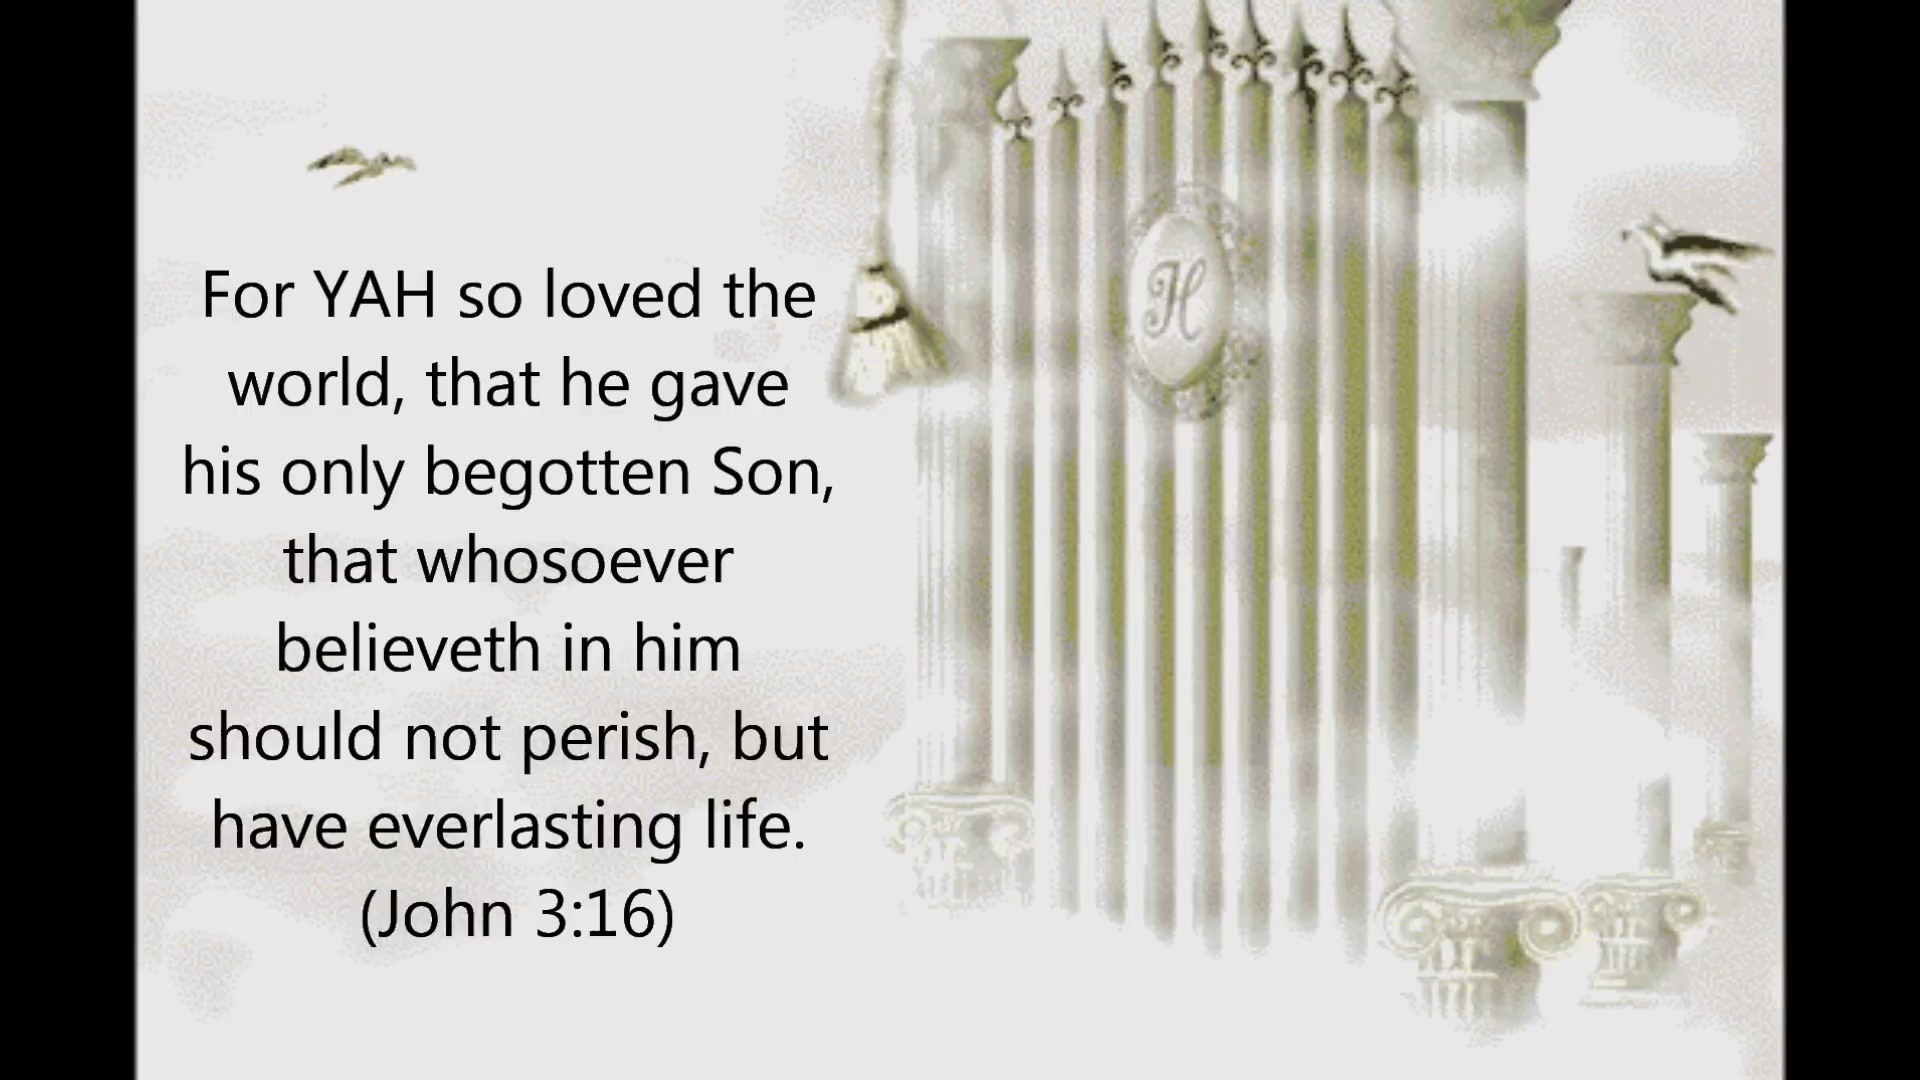 For YAH so loved the
world, that he gave
his only begotten Son,
that whosoever
believeth in him
should not perish, but
have everlasting life.
(John 3:16)
H